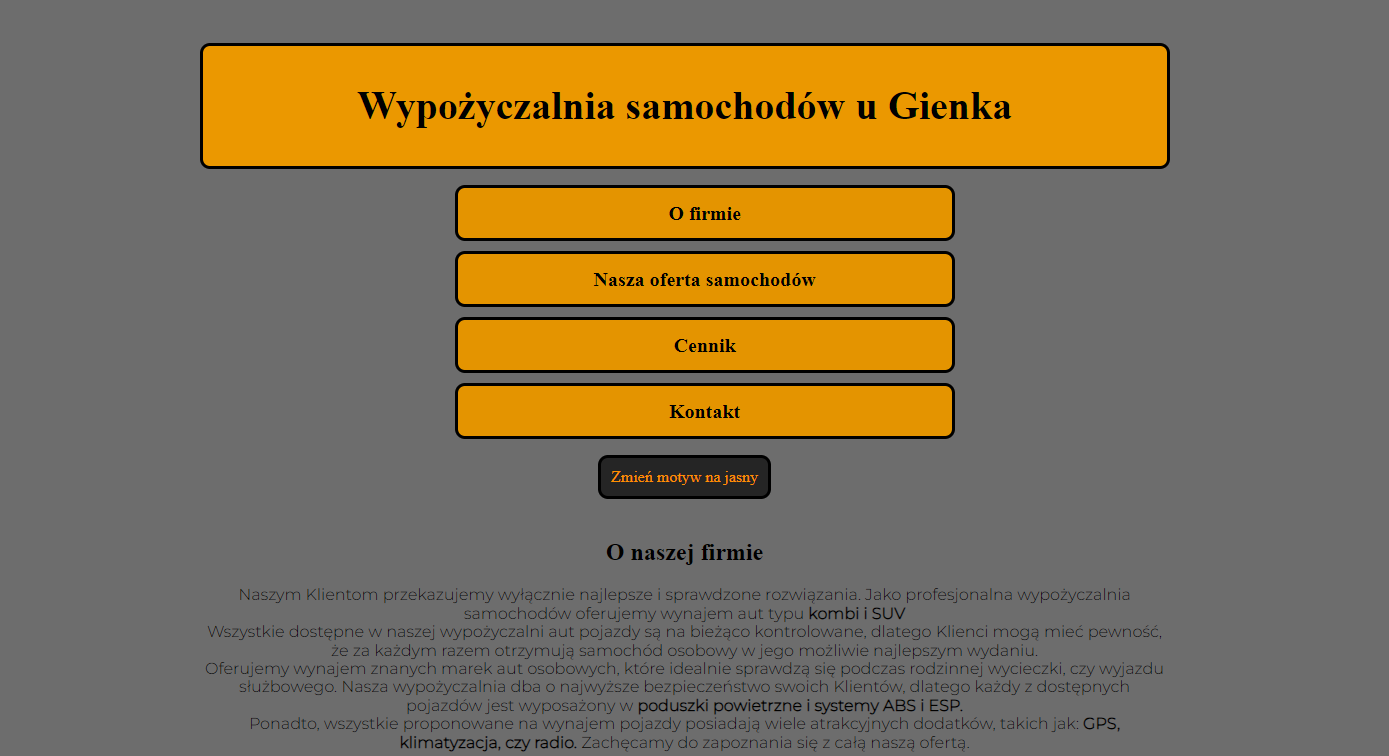 Wypożyczalnia samochodów u Gienka
O firmie
Nasza oferta samochodów
Cennik
Kontakt
Zmień motyw na jasny
O naszej firmie
Naszym Klientom przekazujemy wyłącznie najlepsze i sprawdzone rozwiązania. Jako profesjonalna wypożyczalnia
samochodów oferujemy wynajem aut typu kombi i SUV
Wszystkie dostępne w naszej wypożyczalni aut pojazdy są na bieżąco kontrolowane, dlatego Klienci mogą mieć pewność,
że za każdym razem otrzymują samochód osobowy w jego możliwie najlepszym wydaniu.
Oferujemy wynajem znanych marek aut osobowych, które idealnie sprawdzą się podczas rodzinnej wycieczki, czy wyjazdu
służbowego. Nasza wypożyczalnia dba o najwyższe bezpieczeństwo swoich Klientów, dlatego każdy z dostępnych
pojazdów jest wyposażony w poduszki powietrzne i systemy ABS i ESP.
Ponadto, wszystkie proponowane na wynajem pojazdy posiadają wiele atrakcyjnych dodatków, takich jak: GPS,
klimatyzacja, czy radio. Zachęcamy do zapoznania się z całą naszą ofertą.